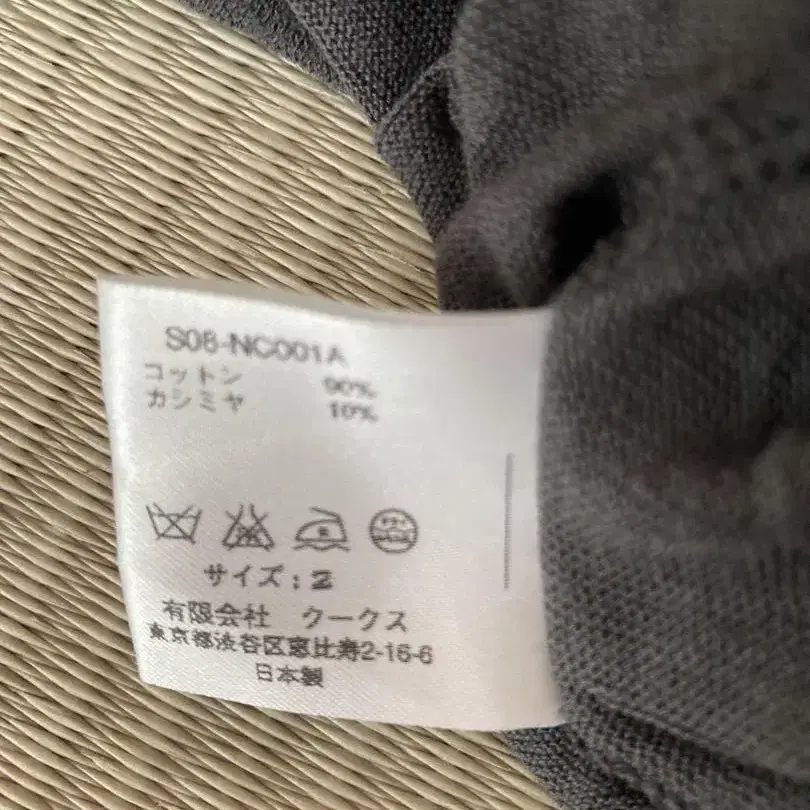 S08-NC001A
コットン 90%
カシミヤ 10%
サイズ:2
有限会社 クークス
東京都渋谷区恵比寿2-16-6
日本製